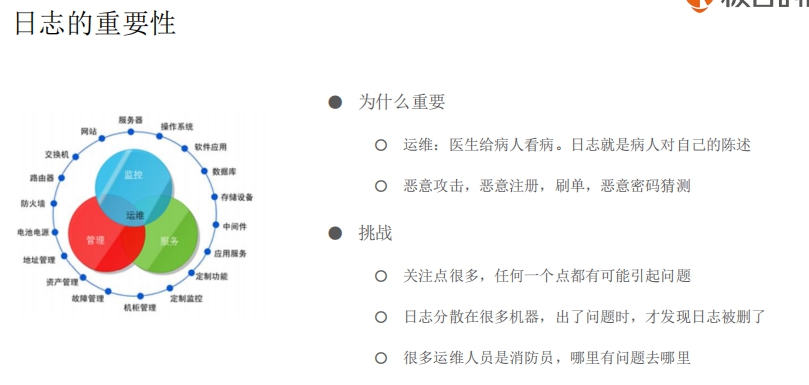 日志的重要性
服务器
操作系统
软件应用
数据库
存储设备
中间件
应用服务
定制功能
定制监控
机柜管理
故障管理
资产管理
地址管理
电池电源
防火墙
路由器
交换机
网站
监控
运维
管理
服务
● 为什么重要
○ 运维：医生给病人看病。日志就是病人对自己的陈述
○ 恶意攻击，恶意注册，刷单，恶意密码猜测
● 挑战
○ 关注点很多，任何一个点都有可能引起问题
○ 日志分散在很多机器，出了问题时，才发现日志被删了
○ 很多运维人员是消防员，哪里有问题去哪里